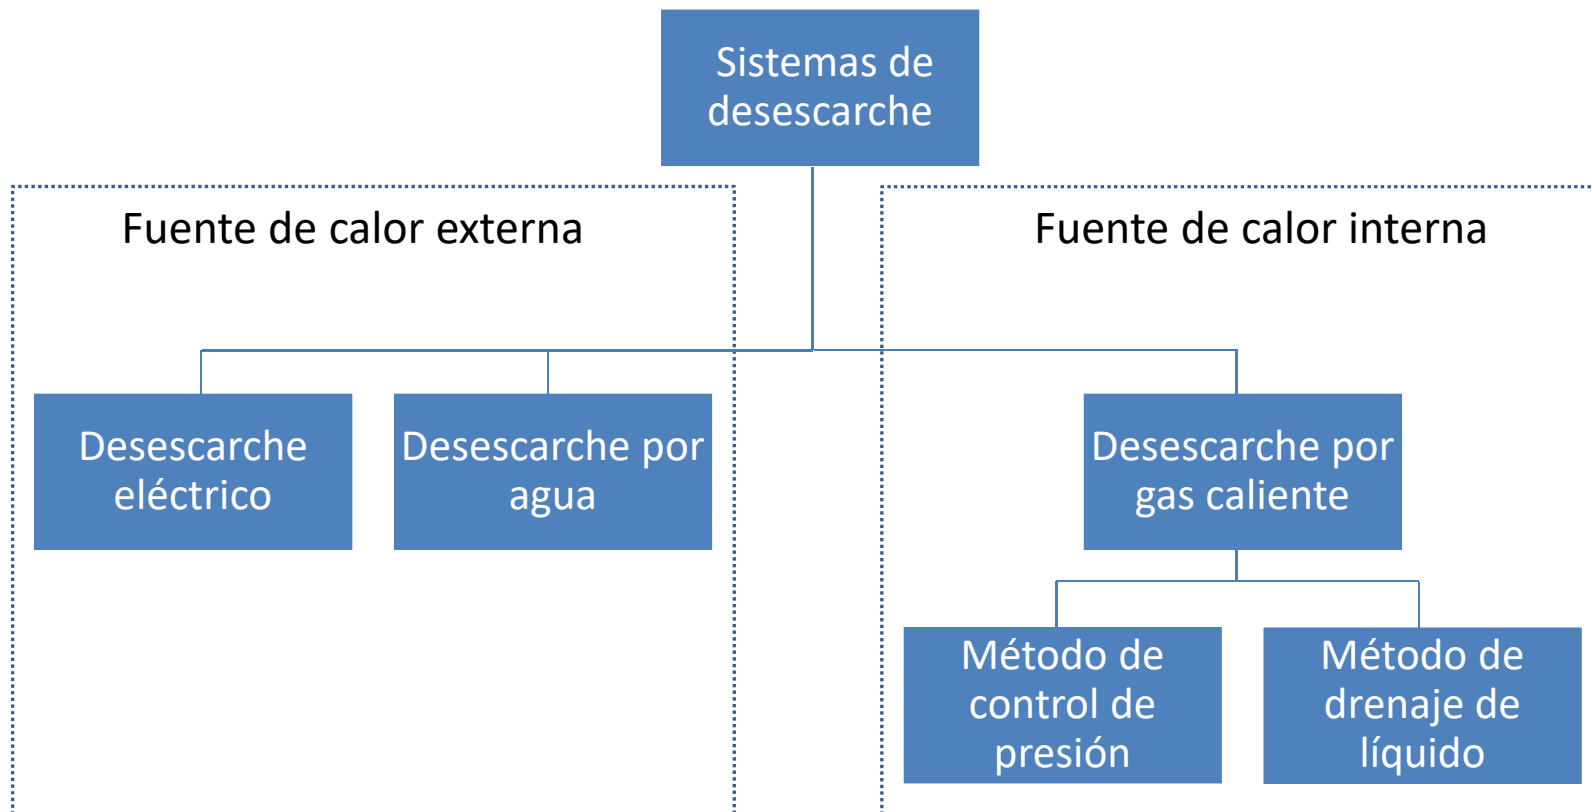 Sistemas de
desescarche
Fuente de calor externa
Fuente de calor interna
Desescarche
eléctrico
Desescarche por
agua
Desescarche por
gas caliente
Método de
control de
presión
Método de
drenaje de
líquido